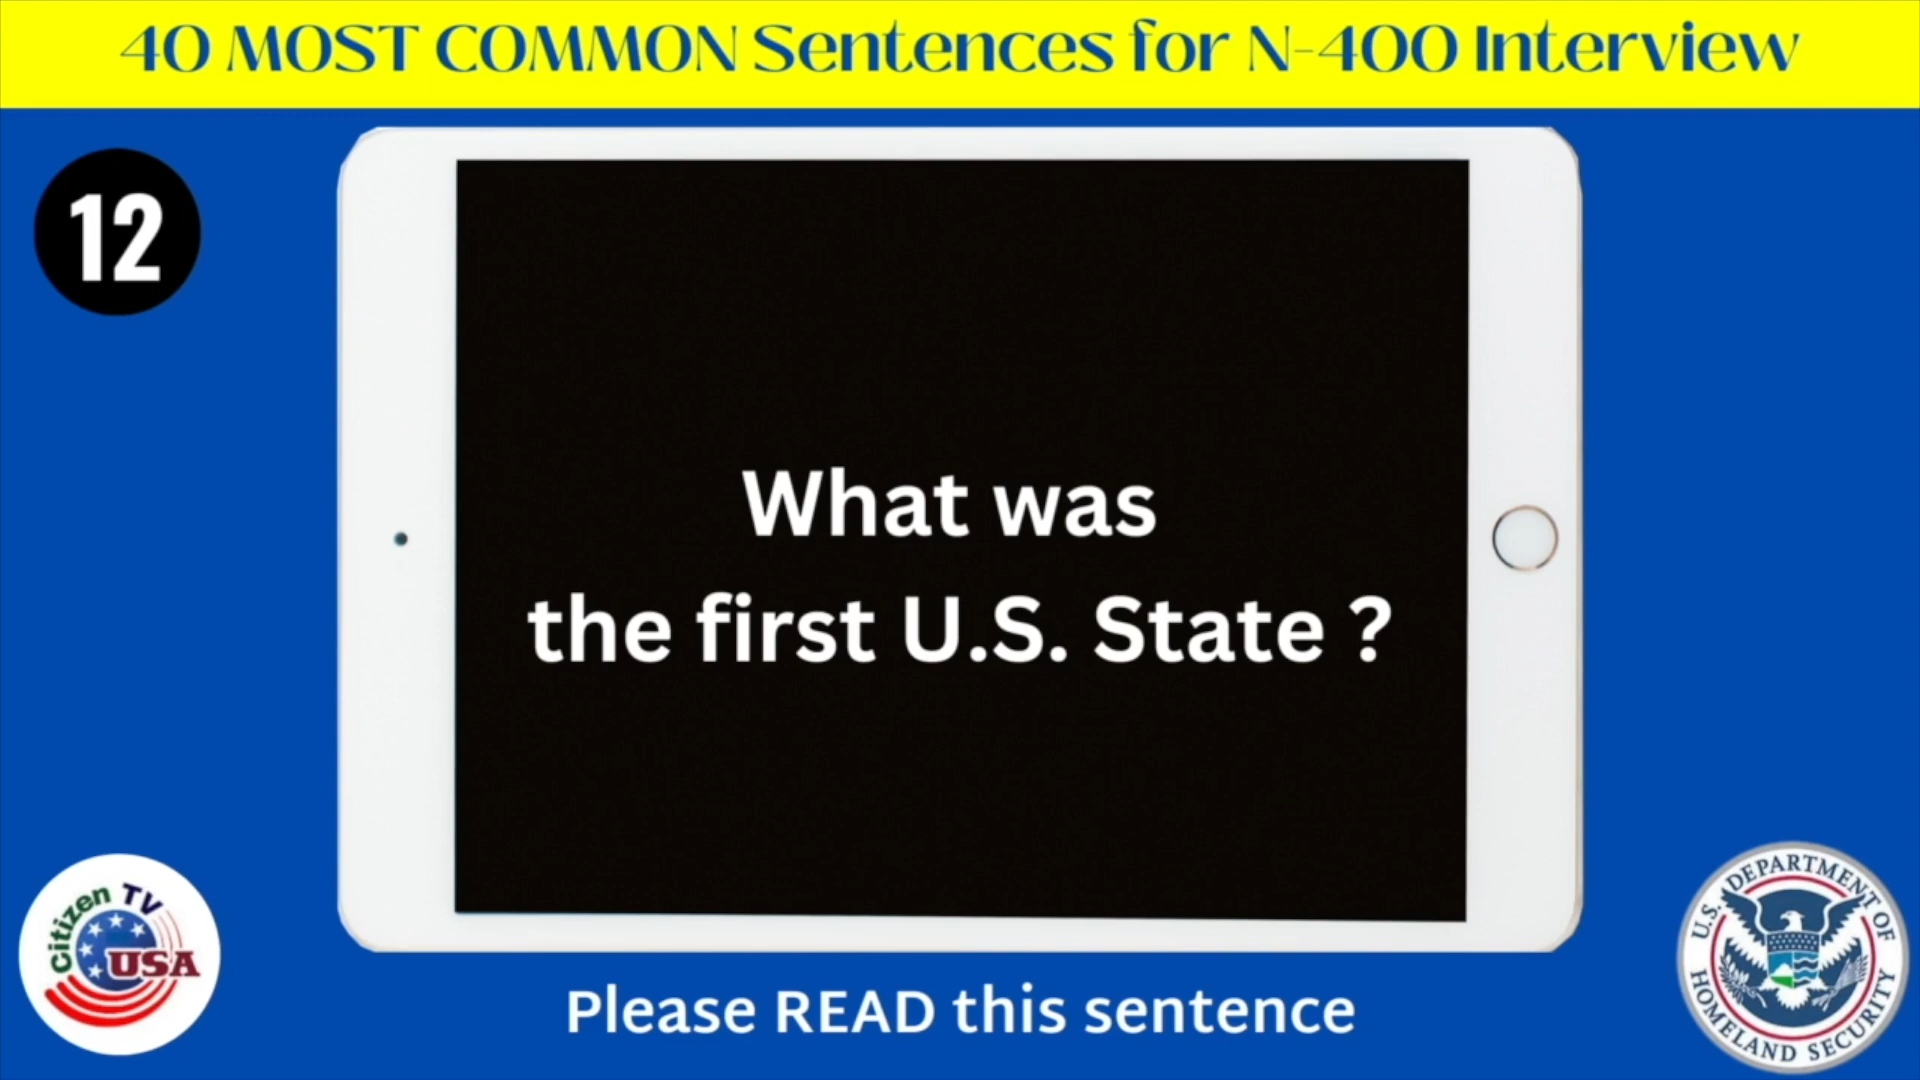 40 MOST COMMON Sentences for N-400 Interview
12
What was
the first U.S. State ?
Citizen TV
USA
U.S. DEPARTMENT OF
HOMELAND SECURITY
Please READ this sentence